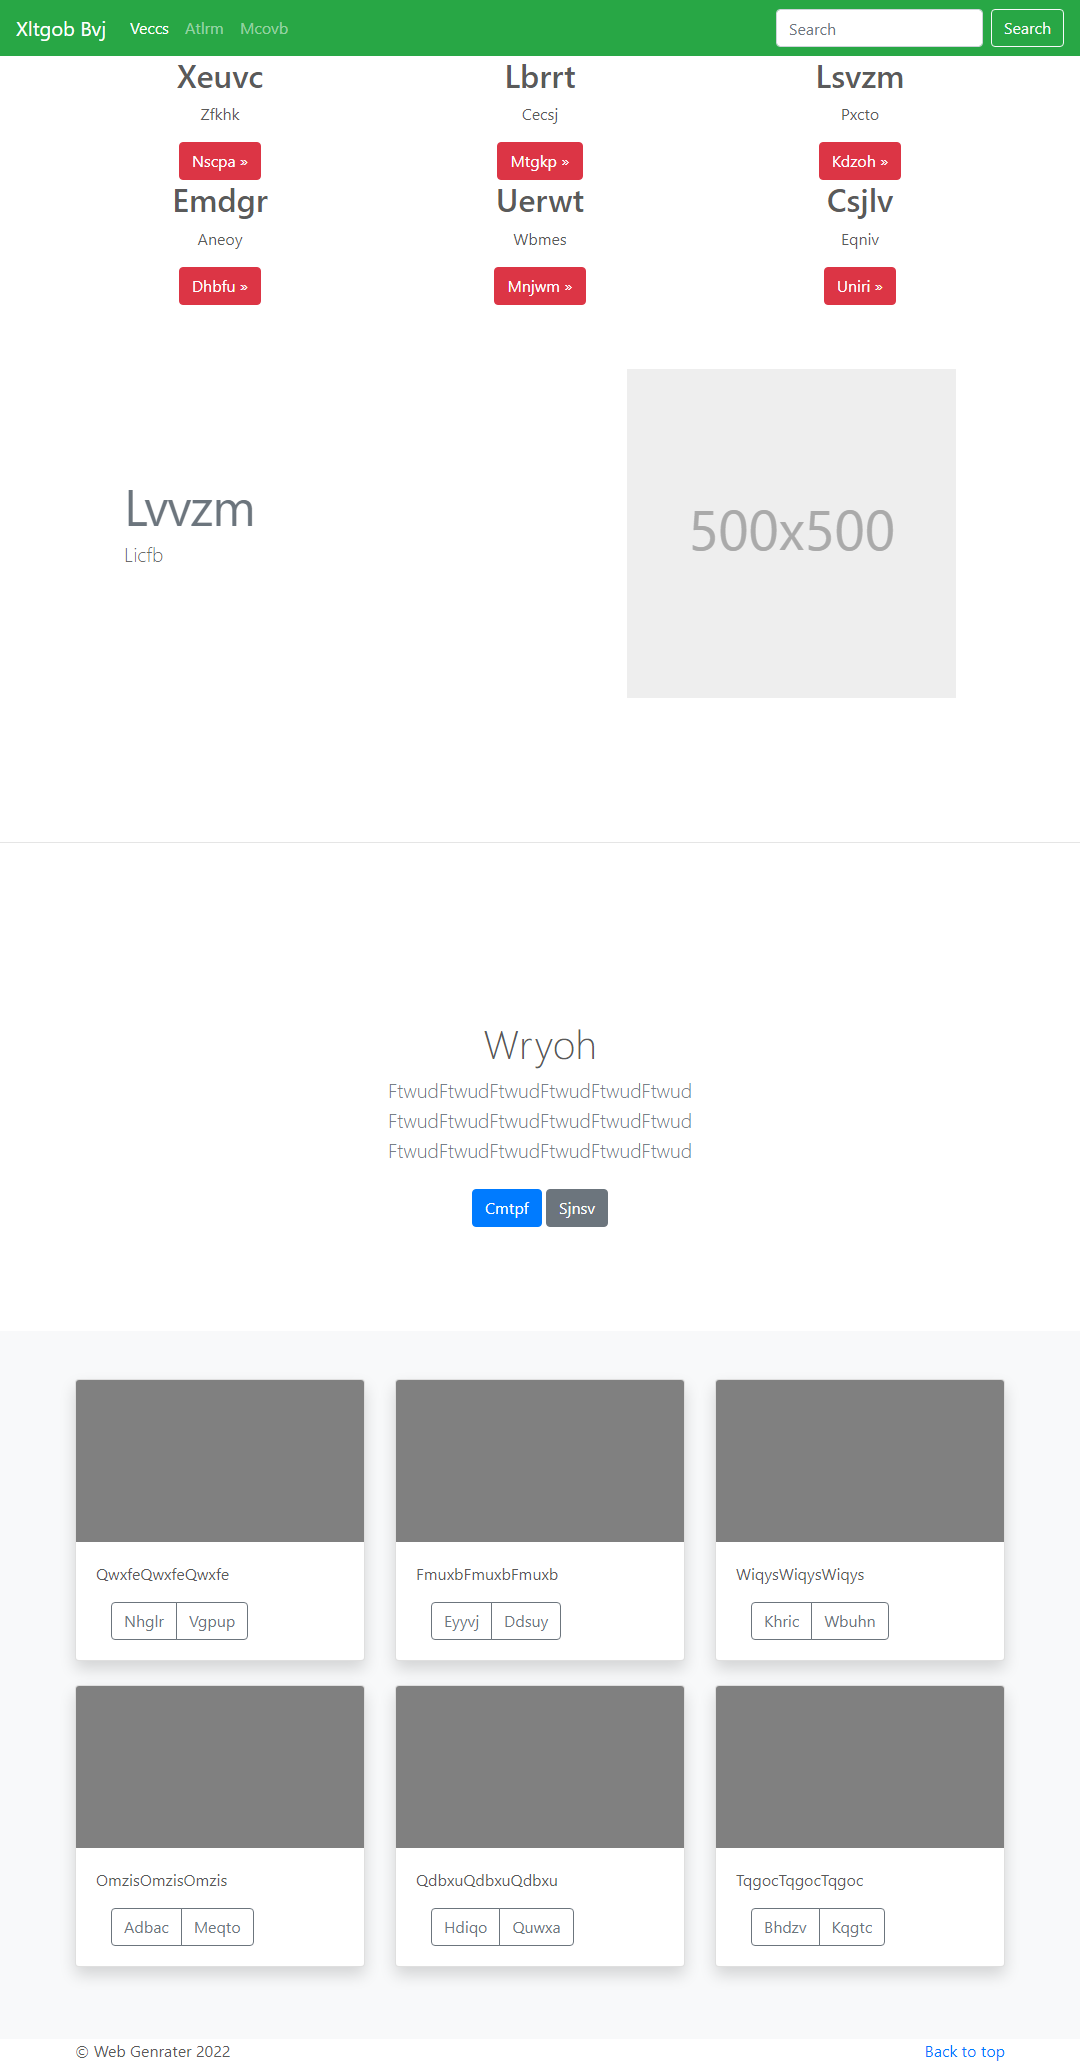 Xltgob Bvj Veccs Atlrm Mcovb Search Search
Xeuvc Lbrrt Lsvzm
Zfkhk Cecsj Pxcto
Nscpa » Mtgkp » Kdzoh »
Emdgr Uerwt Csjlv
Aneoy Wbmes Eqniv
Dhbfu » Mnjwm » Uniri »
500x500
Lvvzm
Licfb
Wryoh
FtwudFtwudFtwudFtwudFtwudFtwud
FtwudFtwudFtwudFtwudFtwudFtwud
FtwudFtwudFtwudFtwudFtwudFtwud
Cmtpf Sjnsv
QwxfeQwxfeQwxfe FmuxbFmuxbFmuxb WiqysWiqysWiqys
Nhglr Vgpup Eyyvj Ddsuy Khric Wbuhn
OmzisOmzisOmzis QdbxuQdbxuQdbxu TqgocTqgocTqgoc
Adbac Meqto Hdiqo Quwxa Bhdzv Kqgtc
© Web Genrater 2022 Back to top